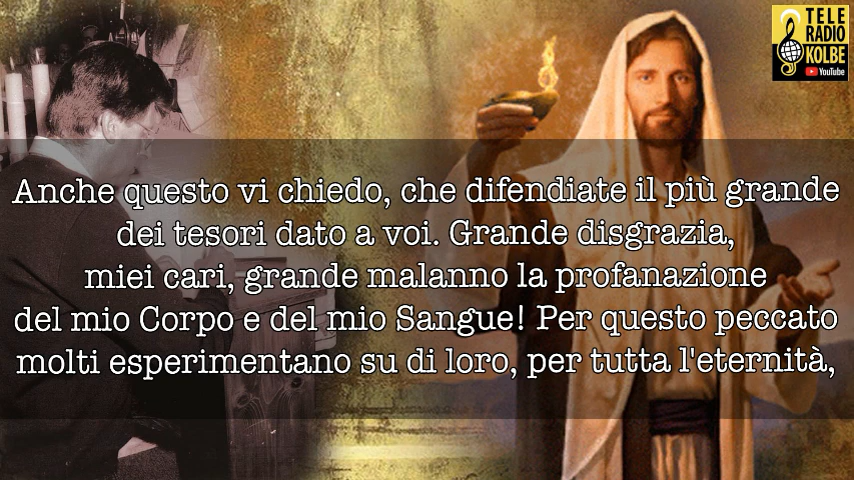 TELE
RADIO
KOLBE
YouTube
Anche questo vi chiedo, che difendiate il più grande
dei tesori dato a voi. Grande disgrazia,
miei cari, grande malanno la profanazione
del mio Corpo e del mio Sangue! Per questo peccato
molti esperimentano su di loro, per tutta l'eternità,